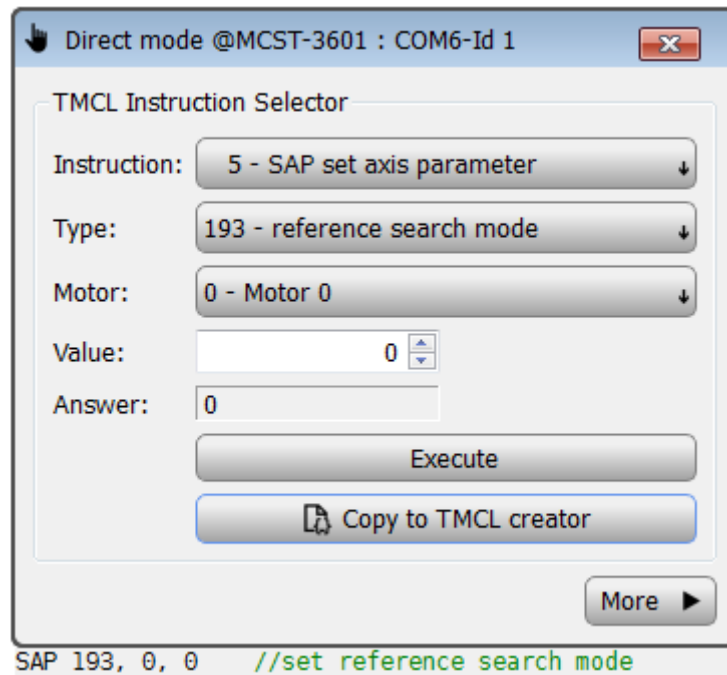 Direct mode @MCST-3601 : COM6-Id 1
TMCL Instruction Selector
Instruction: 5 - SAP set axis parameter
Type: 193 - reference search mode
Motor: 0 - Motor 0
Value: 0
Answer: 0
Execute
Copy to TMCL creator
More
SAP 193, 0, 0 //set reference search mode